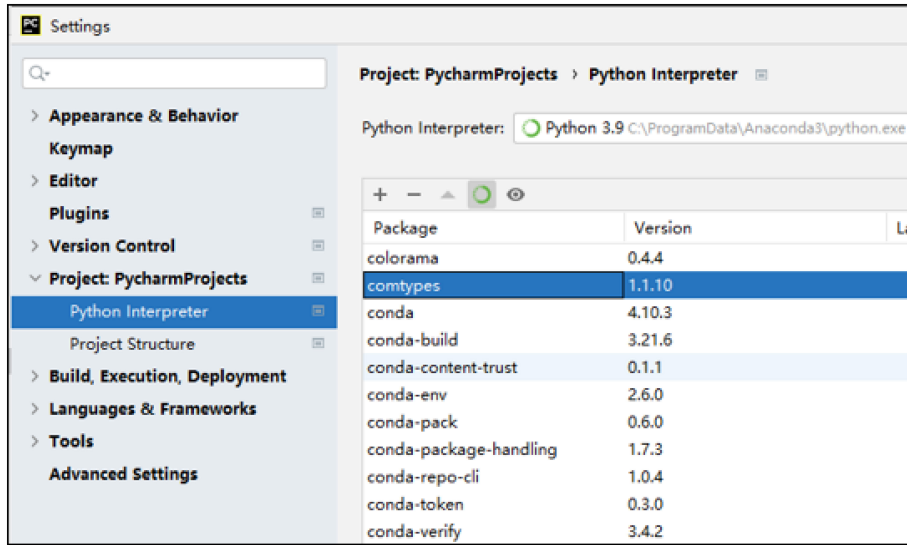 PC Settings
Appearance & Behavior
Keymap
Editor
Plugins
Version Control
Project: PycharmProjects
Python Interpreter
Project Structure
Build, Execution, Deployment
Languages & Frameworks
Tools
Advanced Settings
Project: PycharmProjects › Python Interpreter
Python Interpreter: Python 3.9 C:\ProgramData\Anaconda3\python.exe
Package Version La
colorama 0.4.4
comtypes 1.1.10
conda 4.10.3
conda-build 3.21.6
conda-content-trust 0.1.1
conda-env 2.6.0
conda-pack 0.6.0
conda-package-handling 1.7.3
conda-repo-cli 1.0.4
conda-token 0.3.0
conda-verify 3.4.2